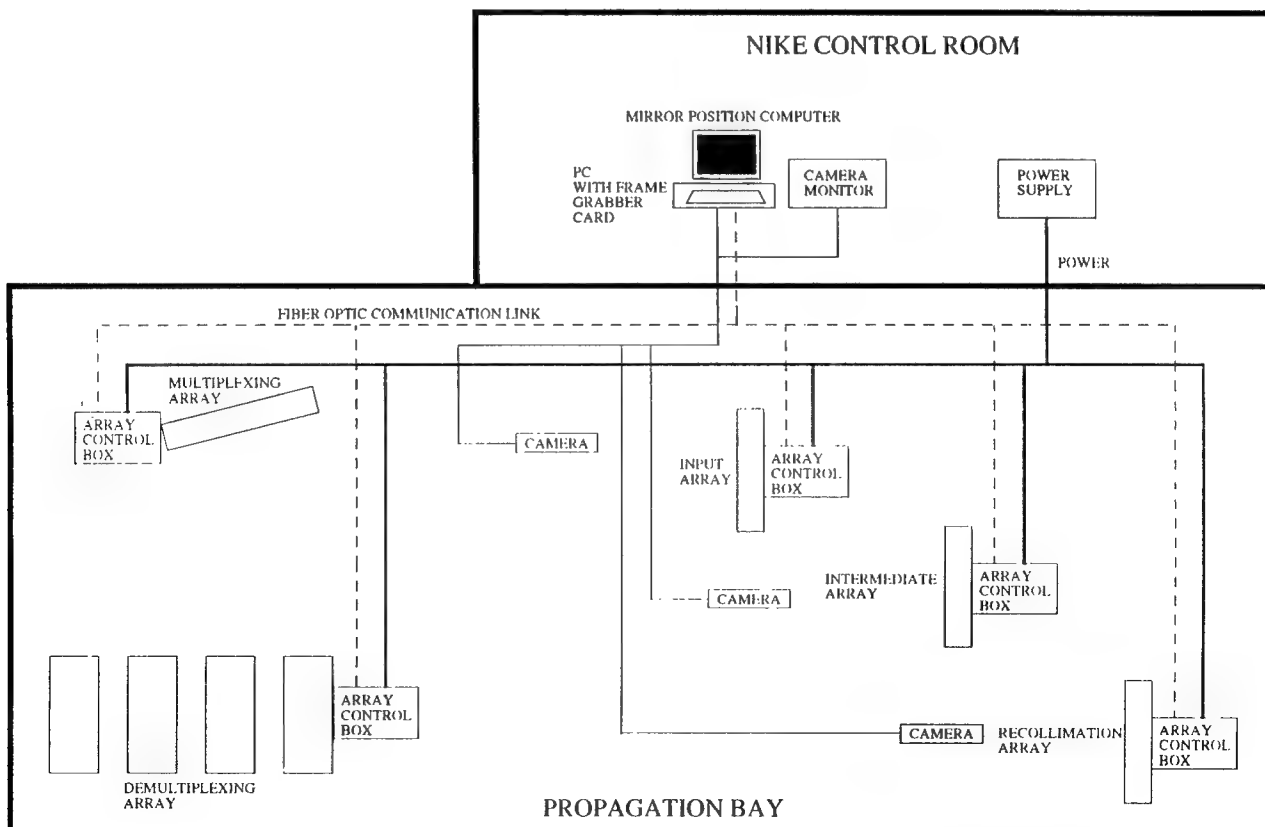 NIKE CONTROL ROOM
MIRROR POSITION COMPUTER
PC
WITH FRAME
GRABBER
CARD
CAMERA
MONITOR
POWER
SUPPLY
POWER
FIBER OPTIC COMMUNICATION LINK
MULTIPLEXING
ARRAY
ARRAY
CONTROL
BOX
CAMERA
INPUT
ARRAY
ARRAY
CONTROL
BOX
INTERMEDIATE
ARRAY
ARRAY
CONTROL
BOX
CAMERA
ARRAY
CONTROL
BOX
DEMULTIPLEXING
ARRAY
CAMERA
RECOLLIMATION
ARRAY
ARRAY
CONTROL
BOX
PROPAGATION BAY